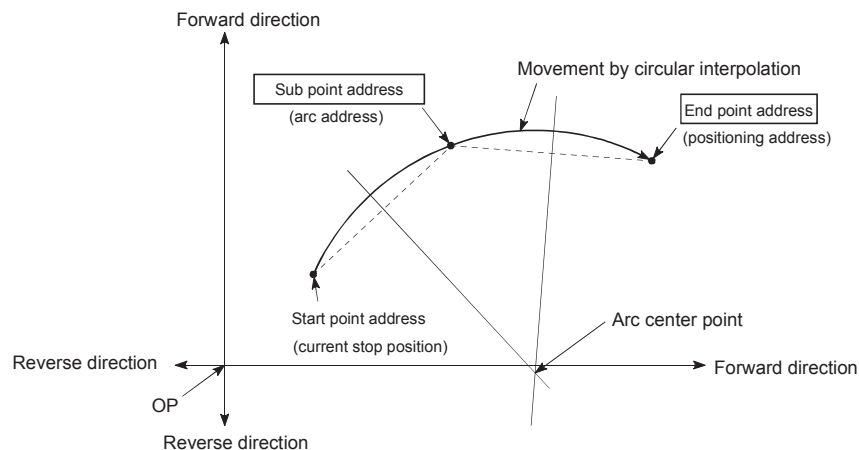 Forward direction
Movement by circular interpolation
Sub point address
(arc address)
End point address
(positioning address)
Start point address
(current stop position)
Arc center point
Reverse direction
Forward direction
OP
Reverse direction